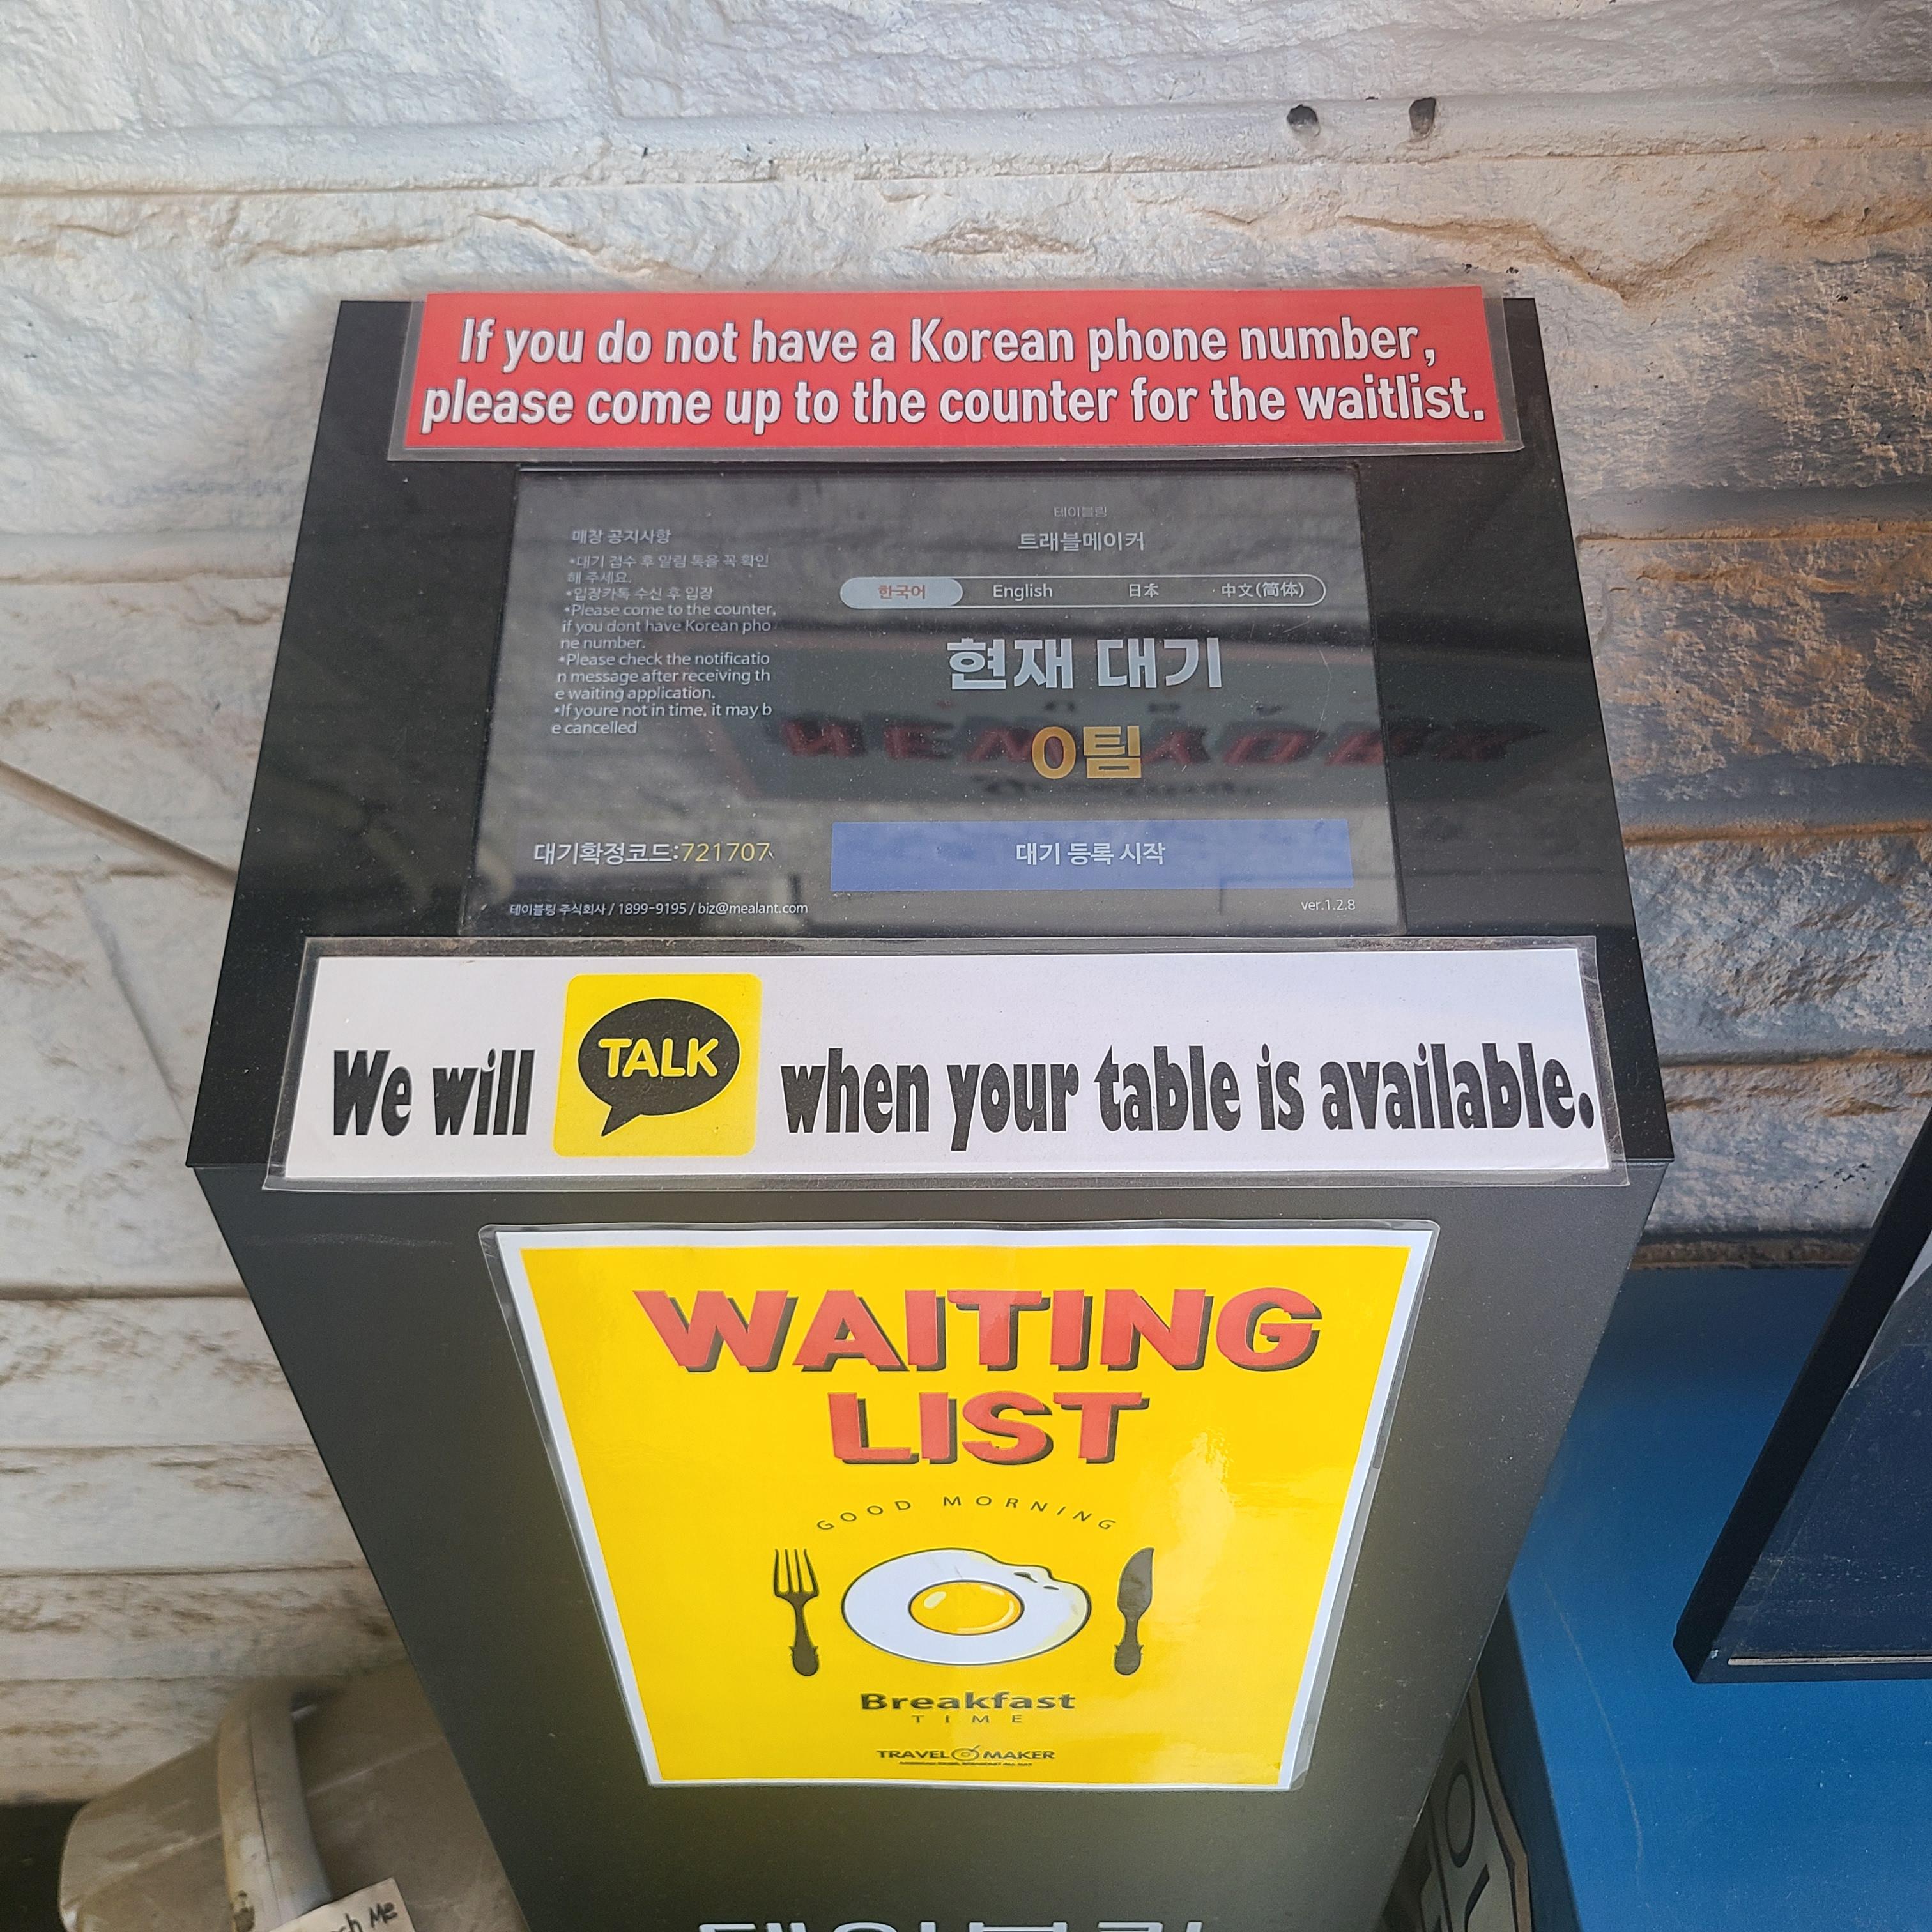 If you do not have a Korean phone number,
please come up to the counter for the waitlist.
테이블링
트래블메이커
한국어 English 日本 中文(简体)
매장 공지사항
•대기 접수 후 알림 톡을 꼭 확인
해 주세요.
•입장카톡 수신 후 입장
•Please come to the counter,
if you dont have Korean pho
ne number.
•Please check the notificatio
n message after receiving th
e waiting application.
•If youre not in time, it may b
e cancelled
현재 대기
0팀
대기확정코드:721707
대기 등록 시작
테이블링 주식회사 / 1899-9195 / biz@mealant.com
ver.1.2.8
We will TALK when your table is available.
WAITING
LIST
GOOD MORNING
Breakfast
TIME
TRAVEL MAKER
Me